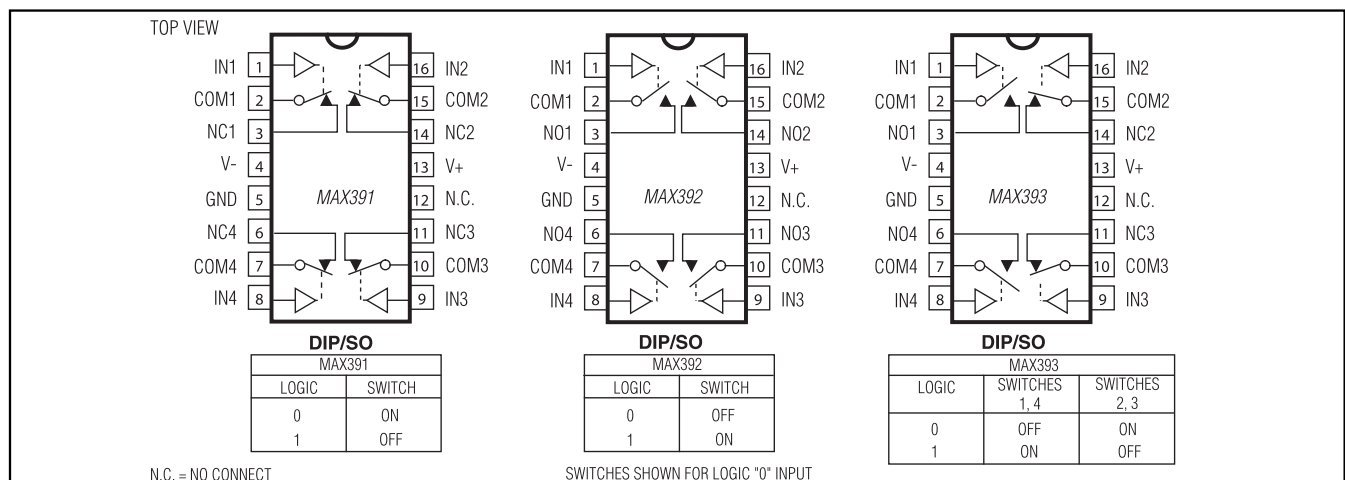 TOP VIEW
IN1 1 16 IN2
COM1 2 15 COM2
NC1 3 14 NC2
V- 4 13 V+
GND 5 MAX391 12 N.C.
NC4 6 11 NC3
COM4 7 10 COM3
IN4 8 9 IN3
DIP/SO
MAX391
LOGIC SWITCH
0 ON
1 OFF
N.C. = NO CONNECT
IN1 1 16 IN2
COM1 2 15 COM2
NO1 3 14 NO2
V- 4 13 V+
GND 5 MAX392 12 N.C.
NO4 6 11 NO3
COM4 7 10 COM3
IN4 8 9 IN3
DIP/SO
MAX392
LOGIC SWITCH
0 OFF
1 ON
SWITCHES SHOWN FOR LOGIC "0" INPUT
IN1 1 16 IN2
COM1 2 15 COM2
NO1 3 14 NC2
V- 4 13 V+
GND 5 MAX393 12 N.C.
NO4 6 11 NC3
COM4 7 10 COM3
IN4 8 9 IN3
DIP/SO
MAX393
LOGIC SWITCHES 1, 4 SWITCHES 2, 3
0 OFF ON
1 ON OFF